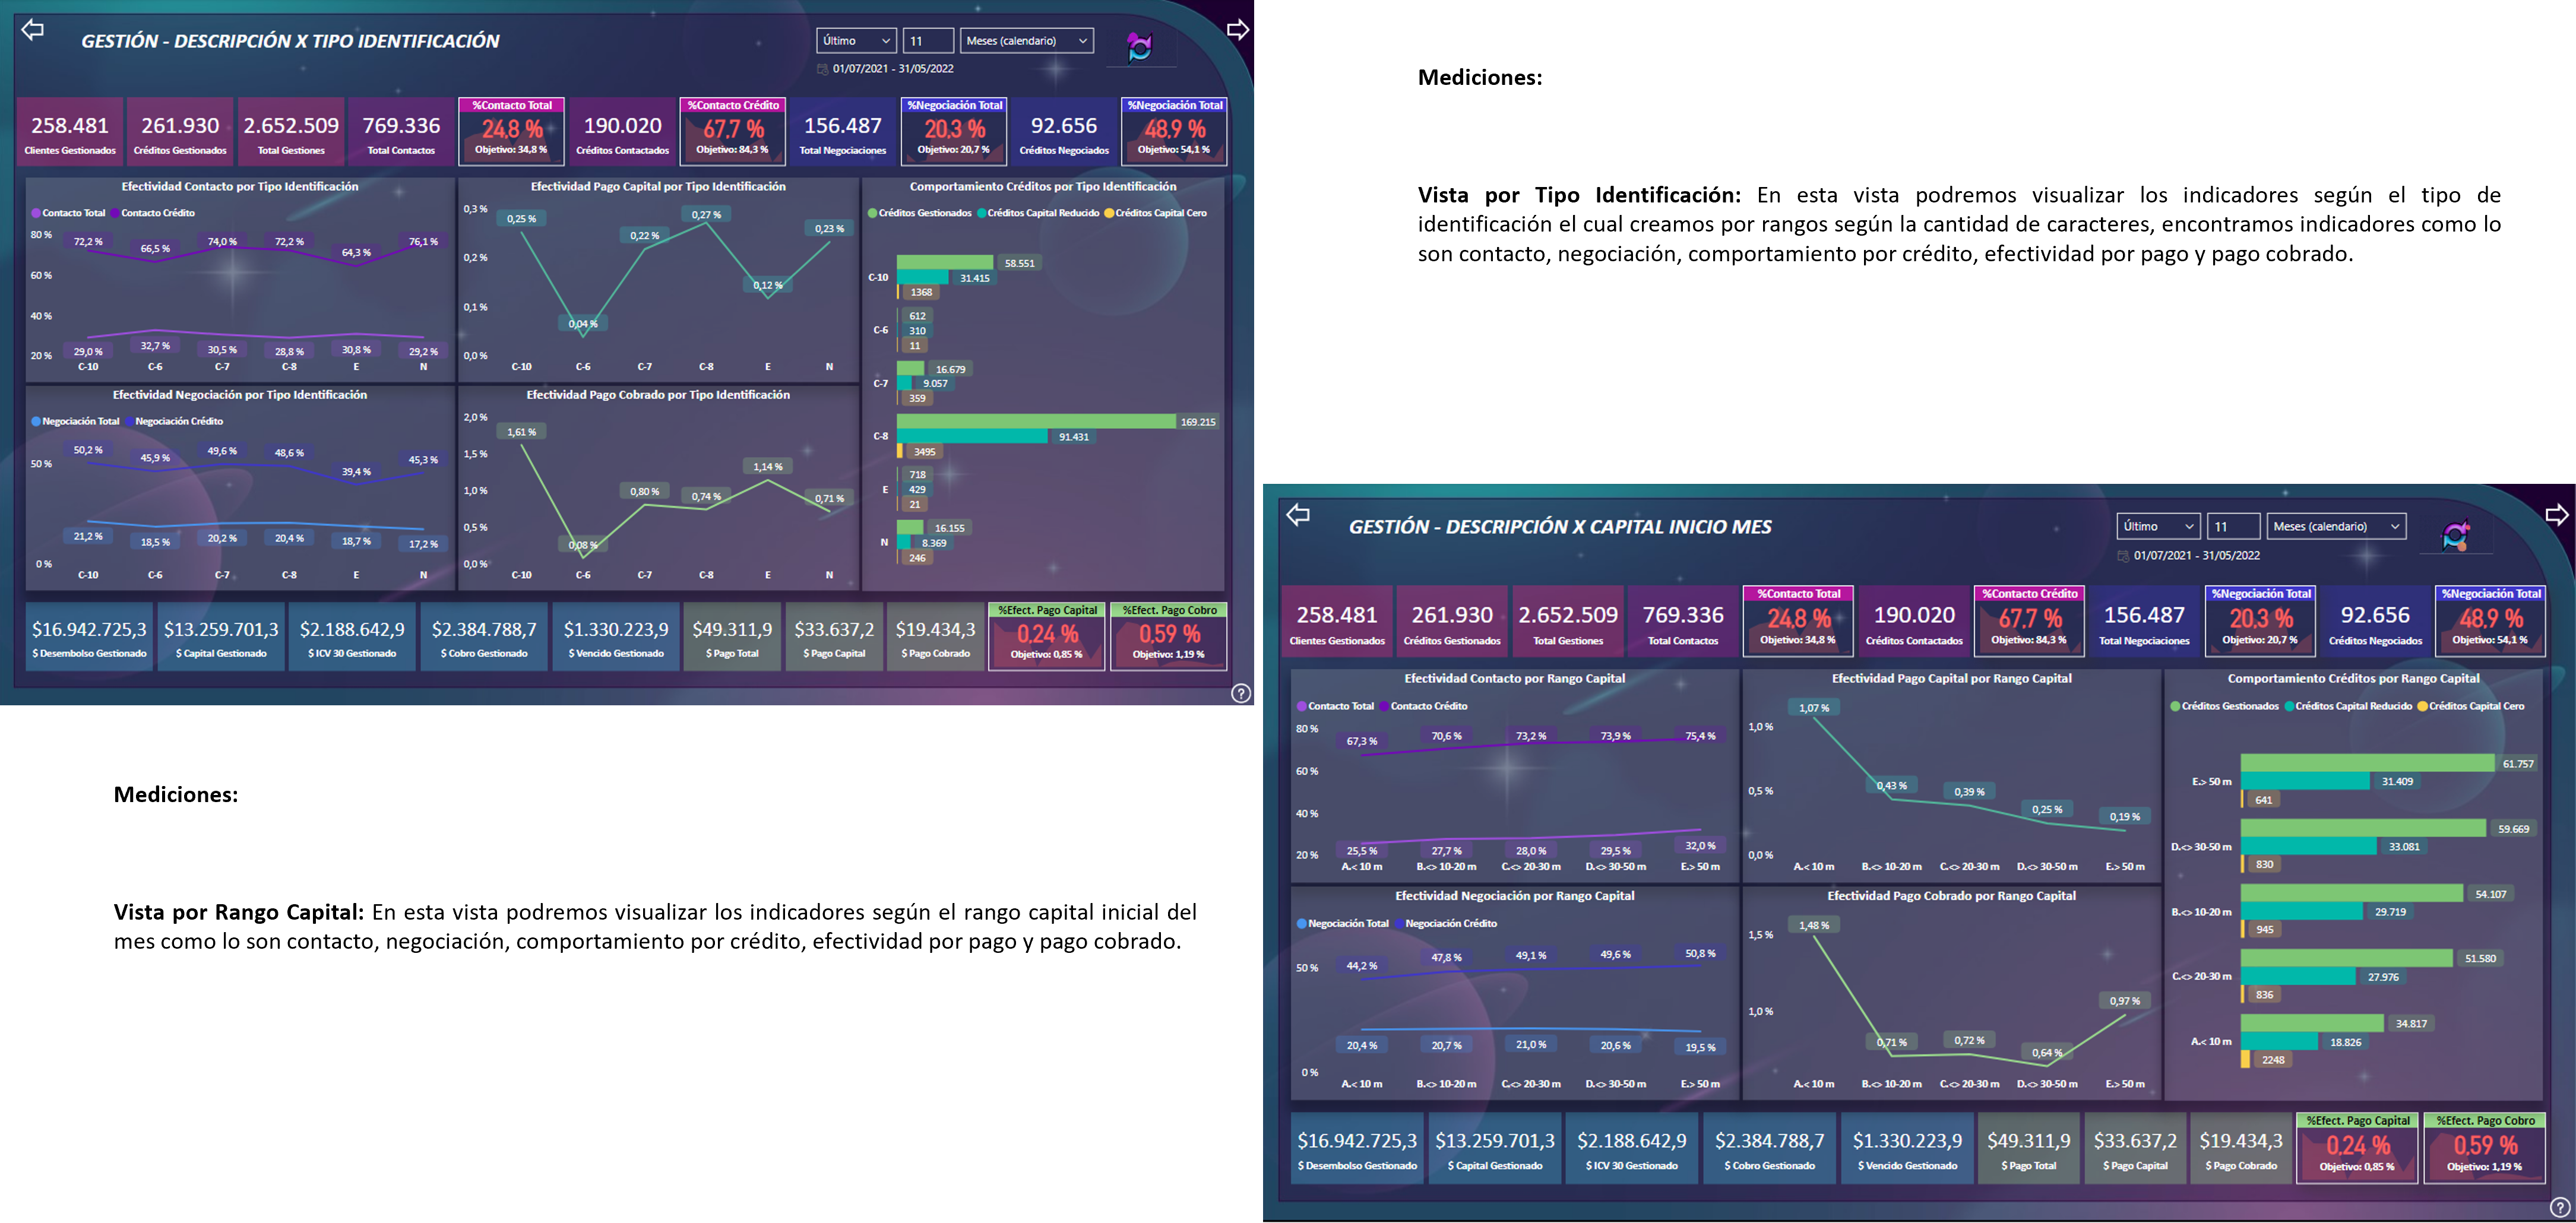 GESTIÓN - DESCRIPCIÓN X TIPO IDENTIFICACIÓN
Último
11
Meses (calendario)
01/07/2021 - 31/05/2022
258.481
Clientes Gestionados
261.930
Créditos Gestionados
2.652.509
Total Gestiones
769.336
Total Contactos
%Contacto Total
24,8 %
Objetivo: 34,8 %
190.020
Créditos Contactados
%Contacto Crédito
67,7 %
Objetivo: 84,3 %
156.487
Total Negociaciones
%Negociación Total
20,3 %
Objetivo: 20,7 %
92.656
Créditos Negociados
%Negociación Total
48,9 %
Objetivo: 54,1 %
Efectividad Contacto por Tipo Identificación
Contacto Total Contacto Crédito
80 %
60 %
40 %
20 %
72,2 % 66,5 % 74,0 % 72,2 % 64,3 % 76,1 %
29,0 % 32,7 % 30,5 % 28,8 % 30,8 % 29,2 %
C-10 C-6 C-7 C-8 E N
Efectividad Pago Capital por Tipo Identificación
0,3 %
0,2 %
0,1 %
0,0 %
0,25 % 0,04 % 0,22 % 0,27 % 0,12 % 0,23 %
C-10 C-6 C-7 C-8 E N
Comportamiento Créditos por Tipo Identificación
Créditos Gestionados Créditos Capital Reducido Créditos Capital Cero
C-10
58.551
31.415
1368
C-6
612
310
11
C-7
16.679
9.057
359
C-8
169.215
91.431
3495
E
718
429
21
N
16.155
8.369
246
Efectividad Negociación por Tipo Identificación
Negociación Total Negociación Crédito
50 %
0 %
50,2 % 45,9 % 49,6 % 48,6 % 39,4 % 45,3 %
21,2 % 18,5 % 20,2 % 20,4 % 18,7 % 17,2 %
C-10 C-6 C-7 C-8 E N
Efectividad Pago Cobrado por Tipo Identificación
2,0 %
1,5 %
1,0 %
0,5 %
0,0 %
1,61 % 0,08 % 0,80 % 0,74 % 1,14 % 0,71 %
C-10 C-6 C-7 C-8 E N
$16.942.725,3
$ Desembolso Gestionado
$13.259.701,3
$ Capital Gestionado
$2.188.642,9
$ ICV 30 Gestionado
$2.384.788,7
$ Cobro Gestionado
$1.330.223,9
$ Vencido Gestionado
$49.311,9
$ Pago Total
$33.637,2
$ Pago Capital
$19.434,3
$ Pago Cobrado
%Efect. Pago Capital
0,24 %
Objetivo: 0,85 %
%Efect. Pago Cobro
0,59 %
Objetivo: 1,19 %
?
Mediciones:
Vista por Tipo Identificación: En esta vista podremos visualizar los indicadores según el tipo de
identificación el cual creamos por rangos según la cantidad de caracteres, encontramos indicadores como lo
son contacto, negociación, comportamiento por crédito, efectividad por pago y pago cobrado.
Mediciones:
Vista por Rango Capital: En esta vista podremos visualizar los indicadores según el rango capital inicial del
mes como lo son contacto, negociación, comportamiento por crédito, efectividad por pago y pago cobrado.
GESTIÓN - DESCRIPCIÓN X CAPITAL INICIO MES
Último
11
Meses (calendario)
01/07/2021 - 31/05/2022
258.481
Clientes Gestionados
261.930
Créditos Gestionados
2.652.509
Total Gestiones
769.336
Total Contactos
%Contacto Total
24,8 %
Objetivo: 34,8 %
190.020
Créditos Contactados
%Contacto Crédito
67,7 %
Objetivo: 84,3 %
156.487
Total Negociaciones
%Negociación Total
20,3 %
Objetivo: 20,7 %
92.656
Créditos Negociados
%Negociación Total
48,9 %
Objetivo: 54,1 %
Efectividad Contacto por Rango Capital
Contacto Total Contacto Crédito
80 %
60 %
40 %
20 %
67,3 % 70,6 % 73,2 % 73,9 % 75,4 %
25,5 % 27,7 % 28,0 % 29,5 % 32,0 %
A.< 10 m B.<> 10-20 m C.<> 20-30 m D.<> 30-50 m E.> 50 m
Efectividad Pago Capital por Rango Capital
1,0 %
0,5 %
0,0 %
1,07 % 0,43 % 0,39 % 0,25 % 0,19 %
A.< 10 m B.<> 10-20 m C.<> 20-30 m D.<> 30-50 m E.> 50 m
Comportamiento Créditos por Rango Capital
Créditos Gestionados Créditos Capital Reducido Créditos Capital Cero
E.> 50 m
61.757
31.409
641
D.<> 30-50 m
59.669
33.081
830
B.<> 10-20 m
54.107
29.719
945
C.<> 20-30 m
51.580
27.976
836
A.< 10 m
34.817
18.826
2248
Efectividad Negociación por Rango Capital
Negociación Total Negociación Crédito
50 %
0 %
44,2 % 47,8 % 49,1 % 49,6 % 50,8 %
20,4 % 20,7 % 21,0 % 20,6 % 19,5 %
A.< 10 m B.<> 10-20 m C.<> 20-30 m D.<> 30-50 m E.> 50 m
Efectividad Pago Cobrado por Rango Capital
1,5 %
1,0 %
1,48 % 0,71 % 0,72 % 0,64 % 0,97 %
A.< 10 m B.<> 10-20 m C.<> 20-30 m D.<> 30-50 m E.> 50 m
$16.942.725,3
$ Desembolso Gestionado
$13.259.701,3
$ Capital Gestionado
$2.188.642,9
$ ICV 30 Gestionado
$2.384.788,7
$ Cobro Gestionado
$1.330.223,9
$ Vencido Gestionado
$49.311,9
$ Pago Total
$33.637,2
$ Pago Capital
$19.434,3
$ Pago Cobrado
%Efect. Pago Capital
0,24 %
Objetivo: 0,85 %
%Efect. Pago Cobro
0,59 %
Objetivo: 1,19 %
?